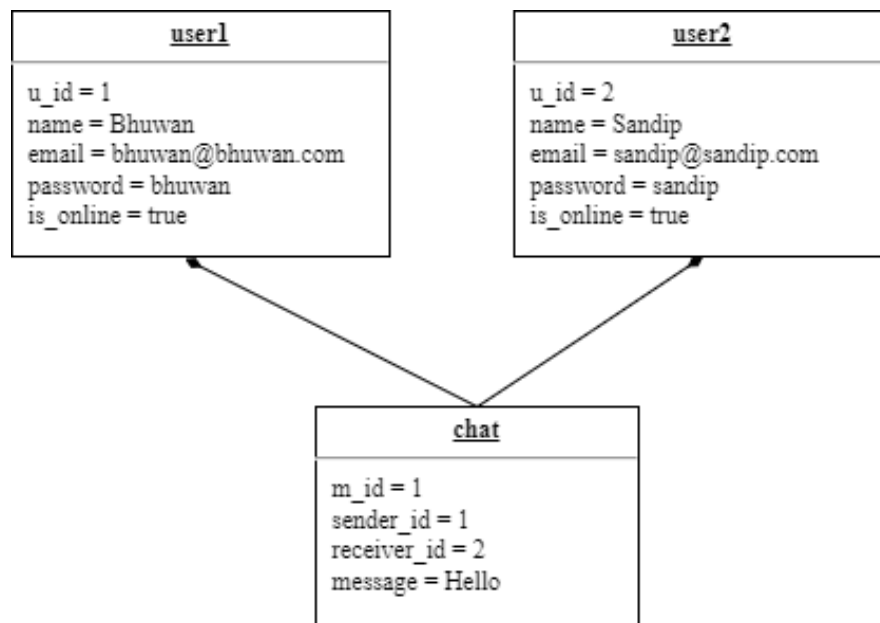 user1
u_id = 1
name = Bhuwan
email = bhuwan@bhuwan.com
password = bhuwan
is_online = true
user2
u_id = 2
name = Sandip
email = sandip@sandip.com
password = sandip
is_online = true
chat
m_id = 1
sender_id = 1
receiver_id = 2
message = Hello